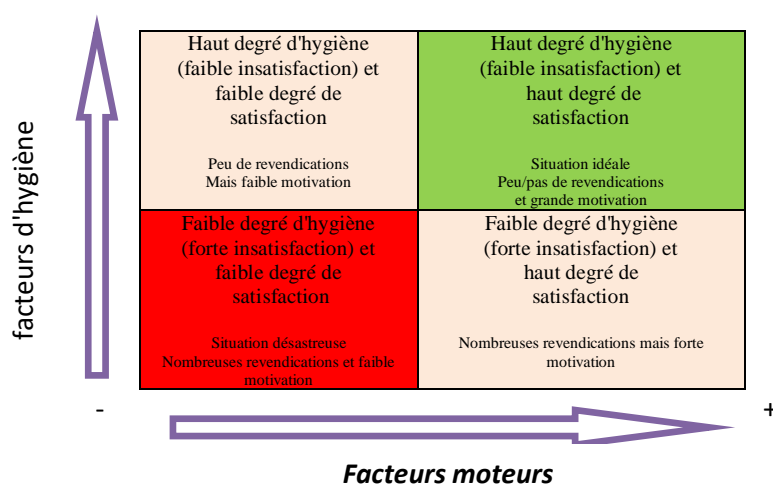 facteurs d'hygiène
Haut degré d'hygiène
(faible insatisfaction) et
faible degré de
satisfaction
Peu de revendications
Mais faible motivation
Haut degré d'hygiène
(faible insatisfaction) et
haut degré de
satisfaction
Situation idéale
Peu/pas de revendications
et grande motivation
Faible degré d'hygiène
(forte insatisfaction) et
faible degré de
satisfaction
Situation désastreuse
Nombreuses revendications et faible
motivation
Faible degré d'hygiène
(forte insatisfaction) et
haut degré de
satisfaction
Nombreuses revendications mais forte
motivation
-
+
Facteurs moteurs